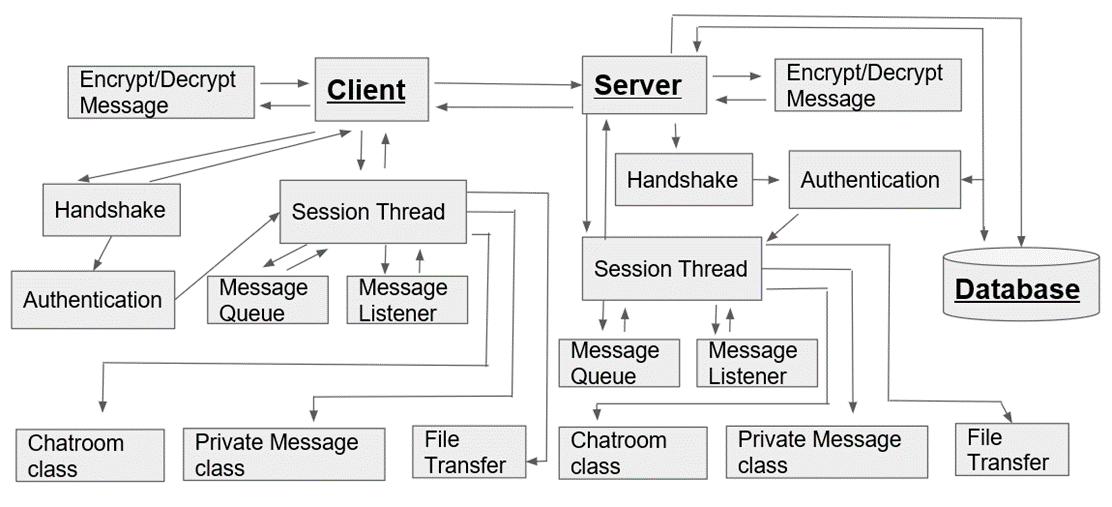 Encrypt/Decrypt
Message
Client
Server
Encrypt/Decrypt
Message
Handshake
Session Thread
Handshake
Authentication
Authentication
Message
Queue
Message
Listener
Session Thread
Database
Message
Queue
Message
Listener
Chatroom
class
Private Message
class
File
Transfer
Chatroom
class
Private Message
class
File
Transfer